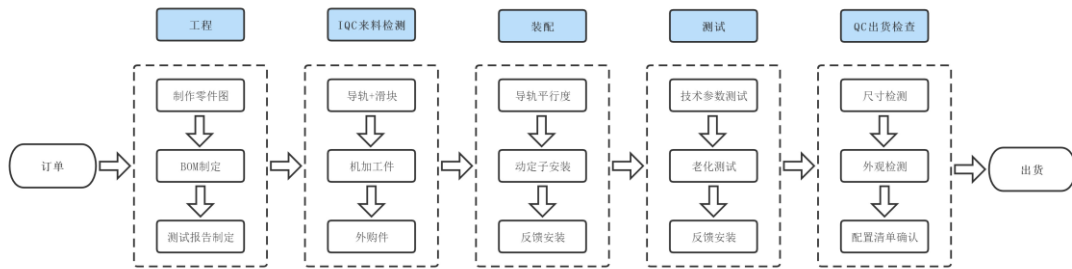 工程
IQC来料检测
装配
测试
QC出货检查
订单
制作零件图
BOM制定
测试报告制定
导轨+滑块
机加工件
外购件
导轨平行度
动定子安装
反馈安装
技术参数测试
老化测试
反馈安装
尺寸检测
外观检测
配置清单确认
出货